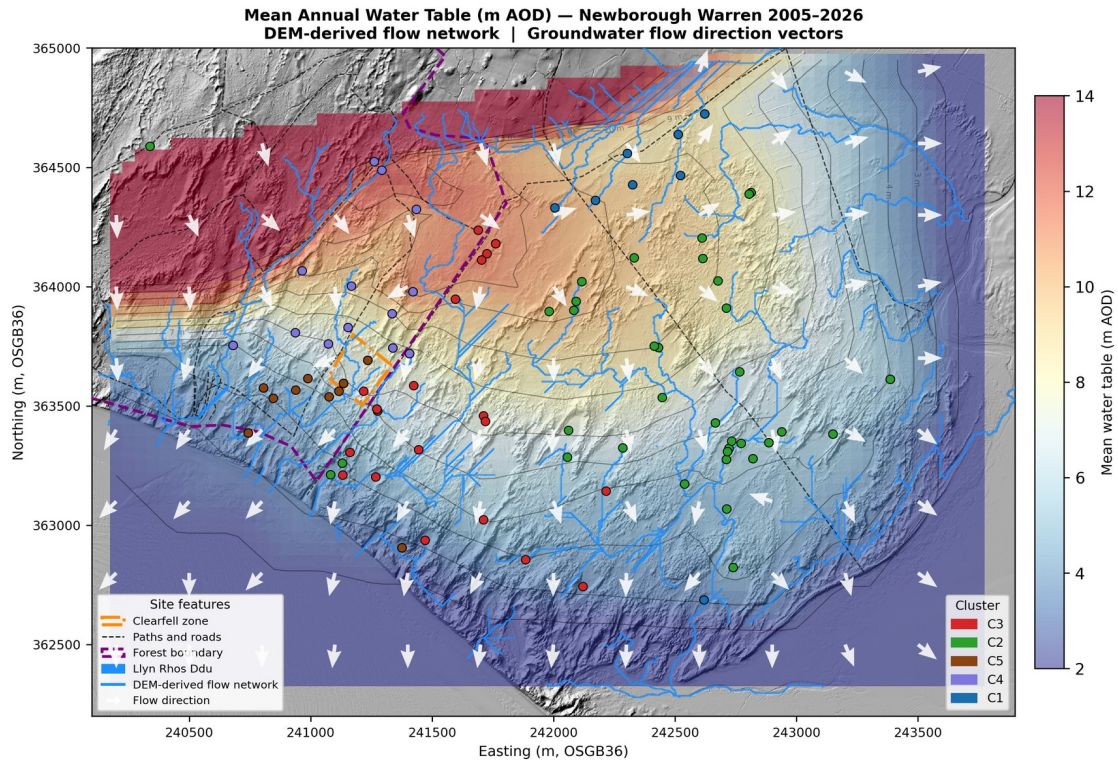 Mean Annual Water Table (m AOD) — Newborough Warren 2005–2026
DEM-derived flow network | Groundwater flow direction vectors
365000
364500
364000
363500
363000
362500
Northing (m, OSGB36)
240500
241000
241500
242000
242500
243000
243500
Easting (m, OSGB36)
14
12
10
8
6
4
2
Mean water table (m AOD)
9 m
4 m
3 m
Site features
Clearfell zone
Paths and roads
Forest boundary
Llyn Rhos Ddu
DEM-derived flow network
Flow direction
Cluster
C3
C2
C5
C4
C1